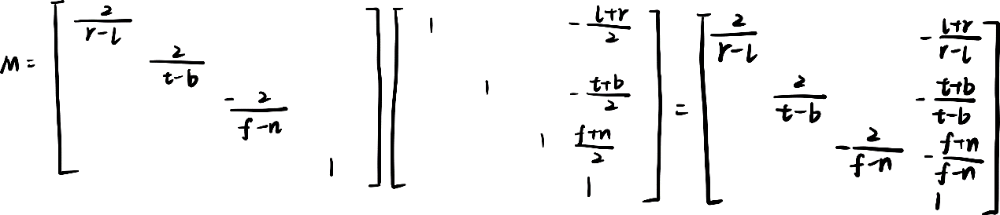 M = \begin{bmatrix} \frac{2}{r-l} & & & \\ & \frac{2}{t-b} & & \\ & & -\frac{2}{f-n} & \\ & & & 1 \end{bmatrix} \begin{bmatrix} 1 & & & -\frac{l+r}{2} \\ & 1 & & -\frac{t+b}{2} \\ & & 1 & \frac{f+n}{2} \\ & & & 1 \end{bmatrix} = \begin{bmatrix} \frac{2}{r-l} & & & -\frac{l+r}{r-l} \\ & \frac{2}{t-b} & & -\frac{t+b}{t-b} \\ & & -\frac{2}{f-n} & -\frac{f+n}{f-n} \\ & & & 1 \end{bmatrix}